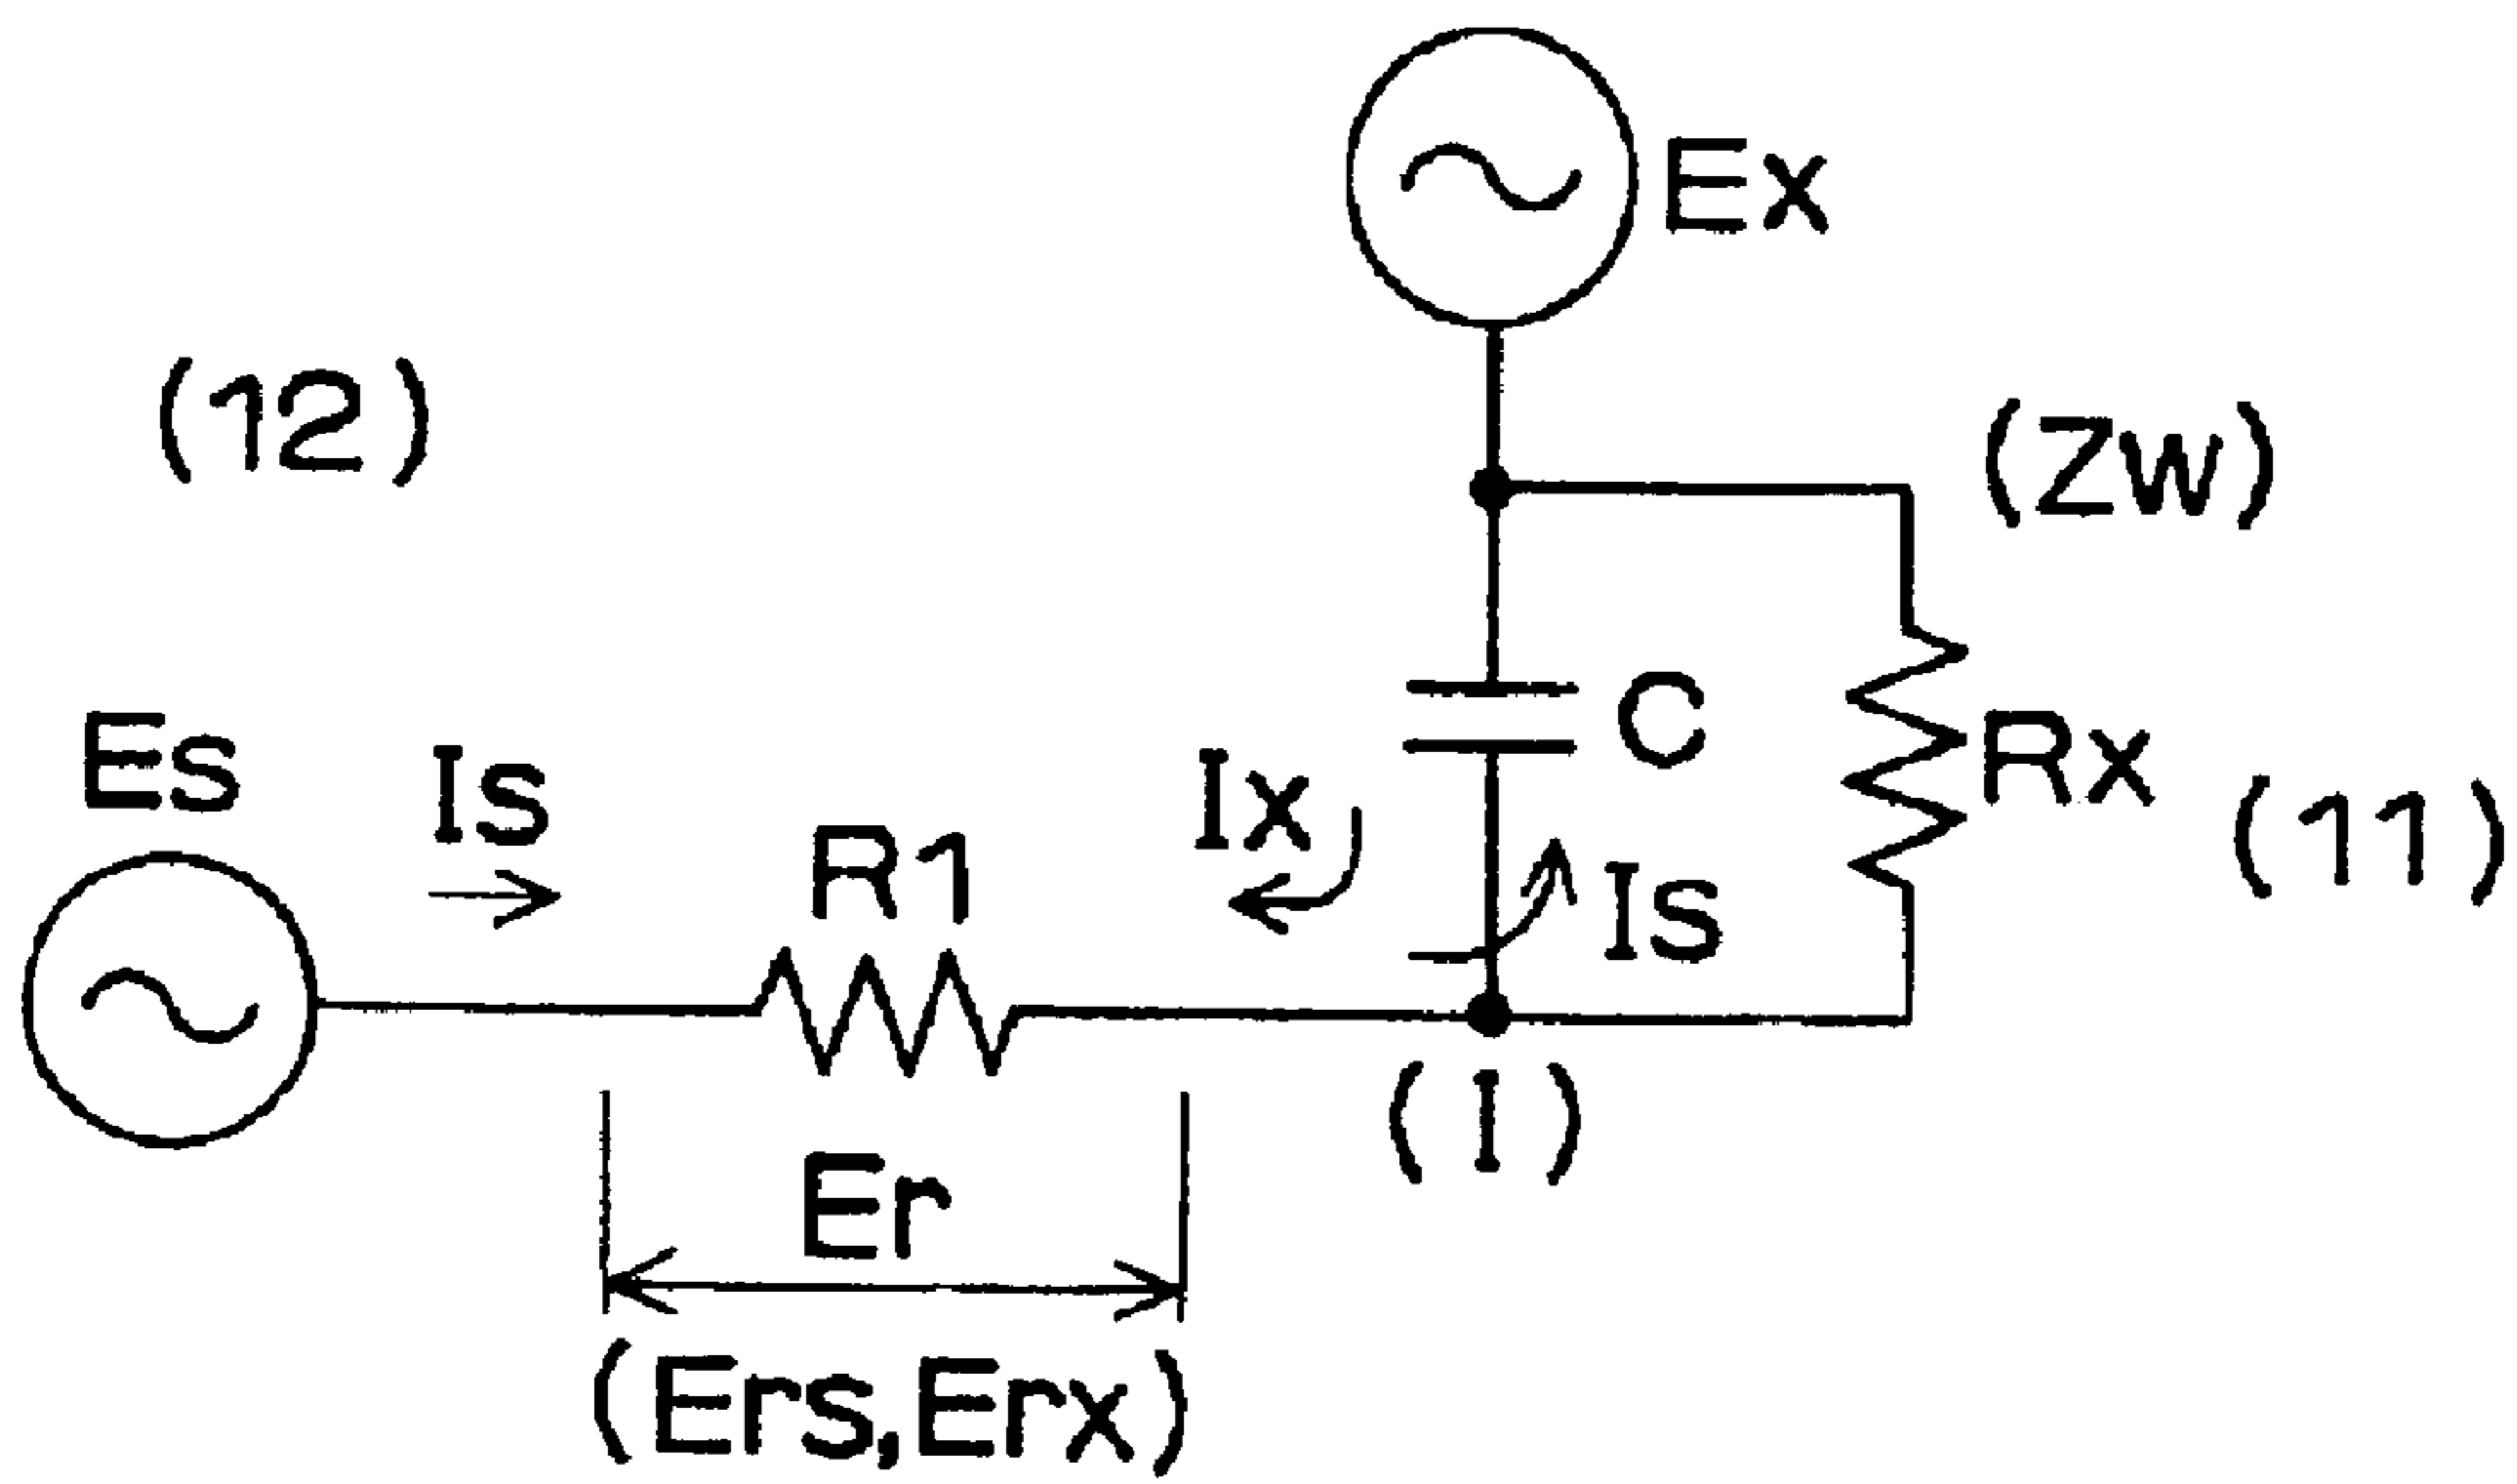 Ex
(12)
(ZW)
Es
Is
Ix
C
Rx
R1
Is
(11)
(I)
Er
(Ers,Erx)